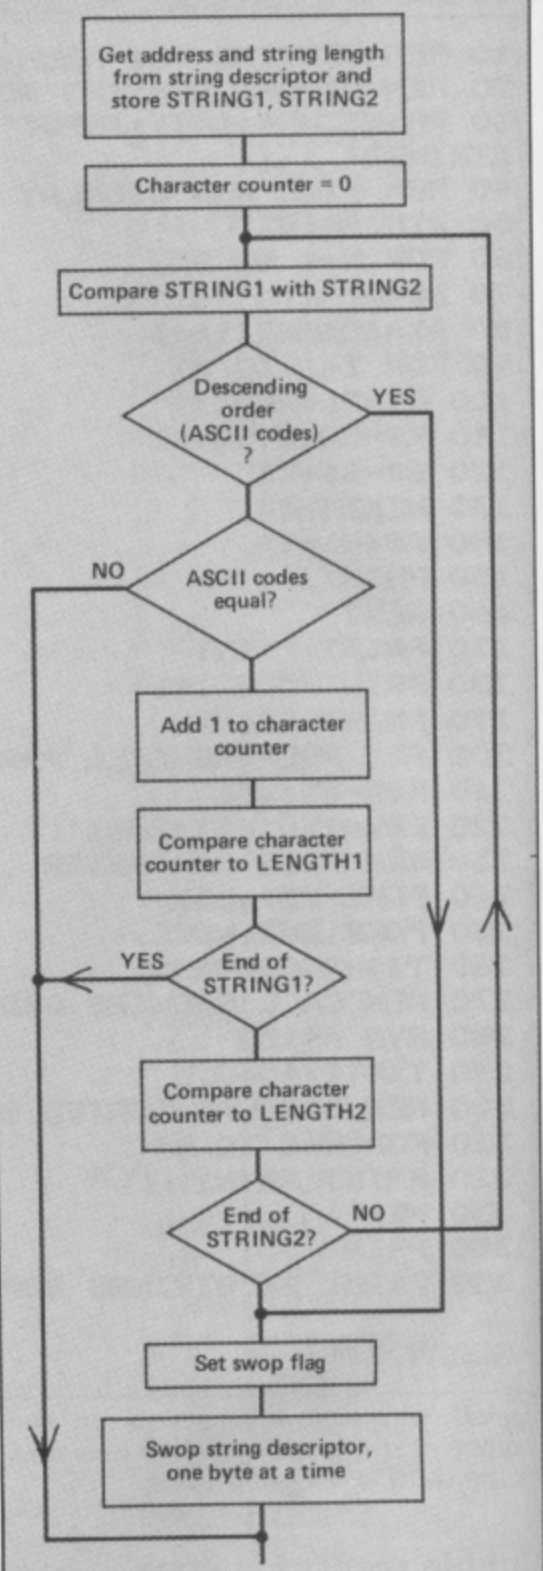 Get address and string length
from string descriptor and
store STRING1, STRING2
Character counter = 0
Compare STRING1 with STRING2
Descending
order
(ASCII codes)
?
YES
ASCII codes
equal?
NO
Add 1 to character
counter
Compare character
counter to LENGTH1
End of
STRING1?
YES
Compare character
counter to LENGTH2
End of
STRING2?
NO
Set swop flag
Swop string descriptor,
one byte at a time